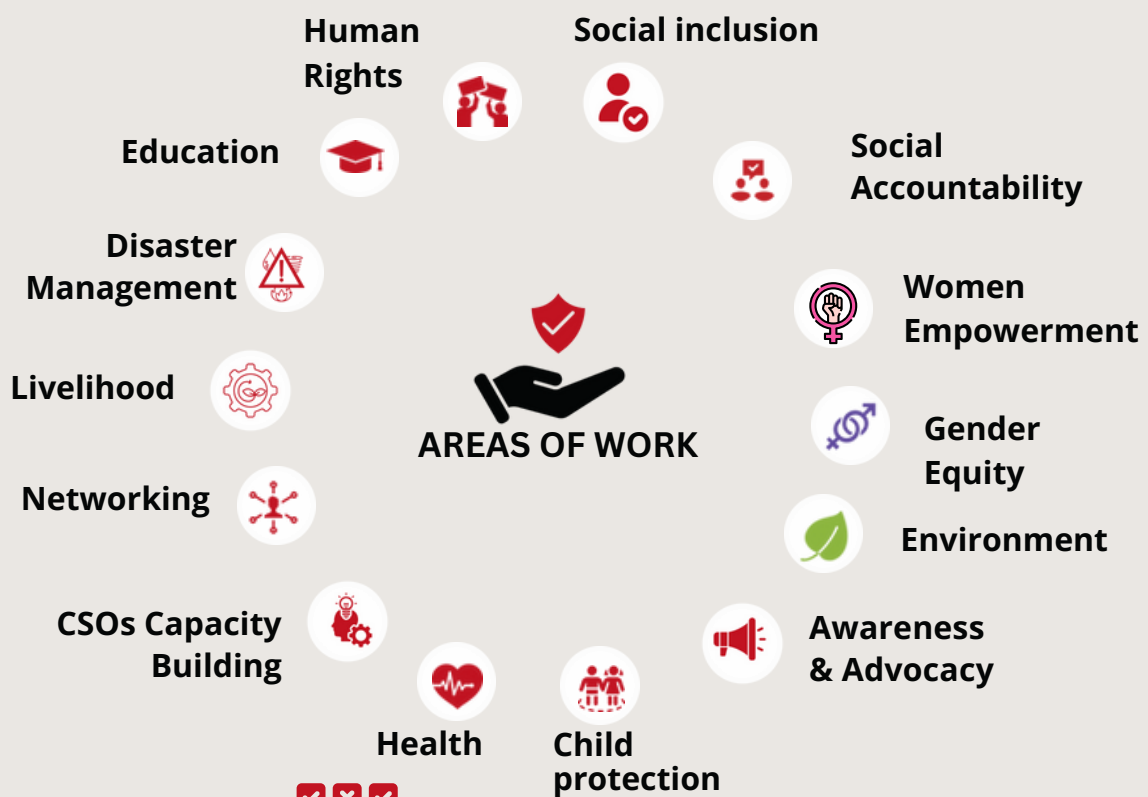 Human
Rights
Social inclusion
Education
Social
Accountability
Disaster
Management
Women
Empowerment
Livelihood
AREAS OF WORK
Gender
Equity
Networking
Environment
CSOs Capacity
Building
Awareness
& Advocacy
Health
Child
protection